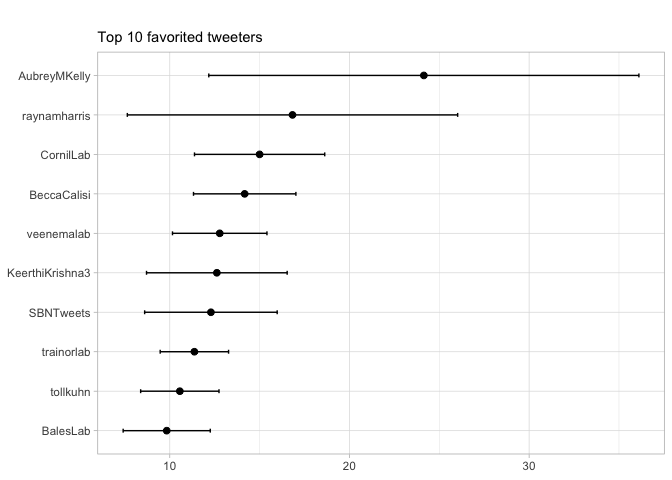 Top 10 favorited tweeters
AubreyMKelly
raynamharris
CornilLab
BeccaCalisi
veenemalab
KeerthiKrishna3
SBNTweets
trainorlab
tollkuhn
BalesLab
10 20 30